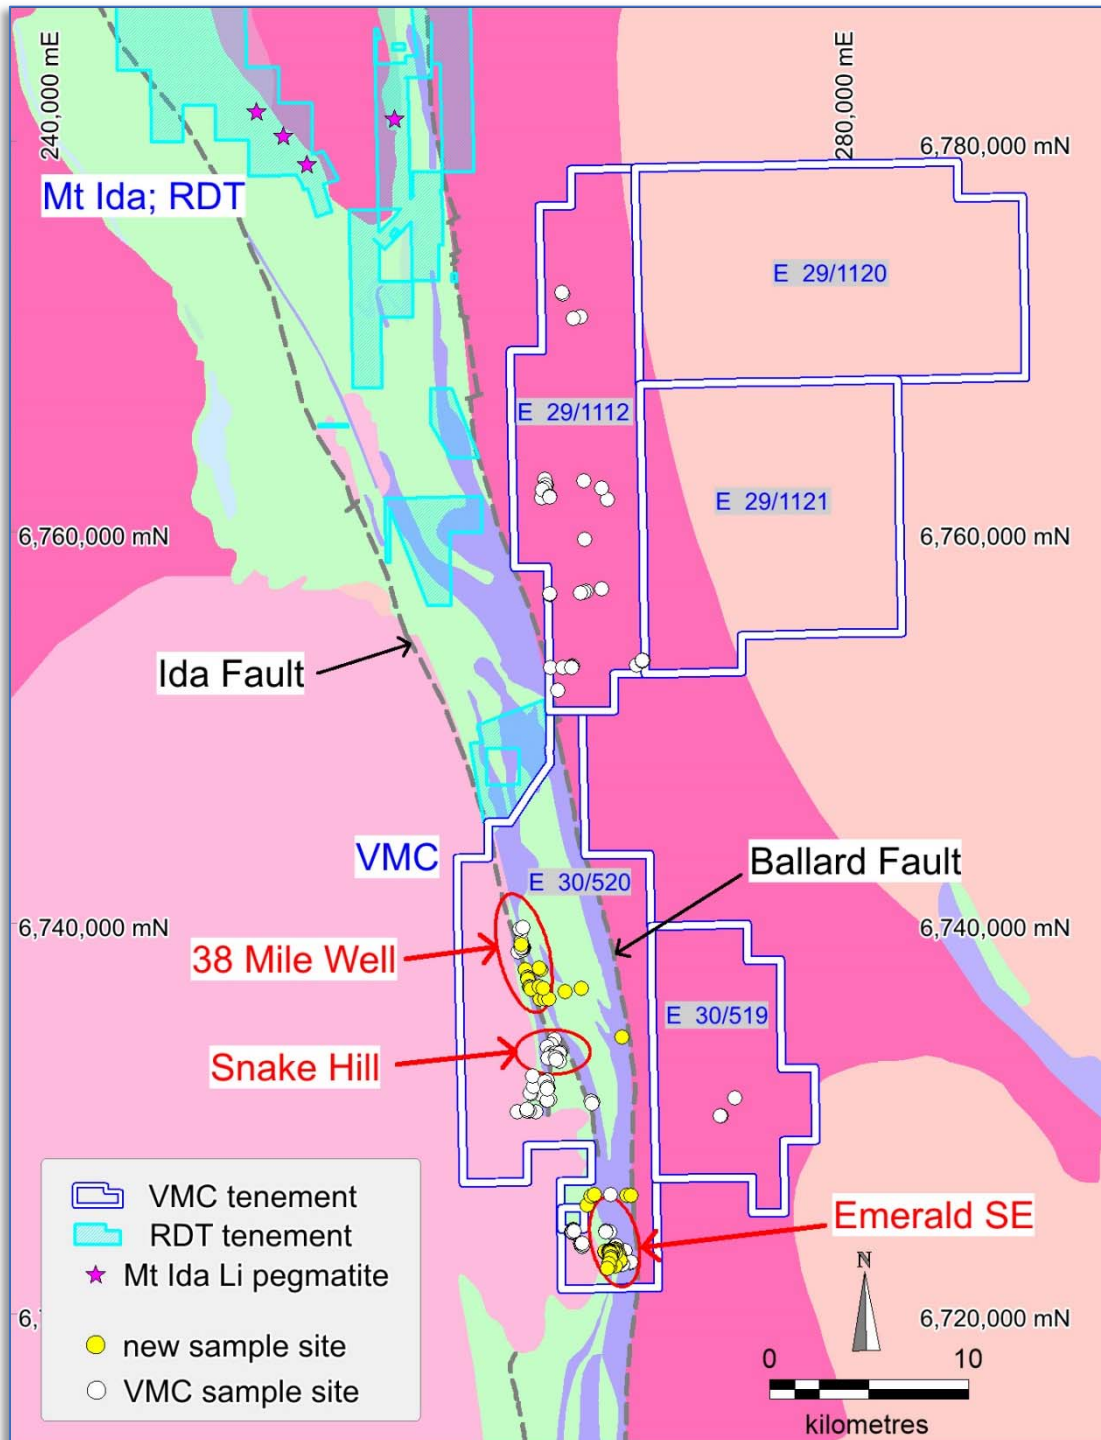 240,000 mE
280,000 mE
6,780,000 mN
Mt Ida; RDT
E 29/1120
E 29/1112
E 29/1121
6,760,000 mN
6,760,000 mN
Ida Fault
VMC
E 30/520
Ballard Fault
6,740,000 mN
6,740,000 mN
38 Mile Well
E 30/519
Snake Hill
VMC tenement
RDT tenement
Mt Ida Li pegmatite
new sample site
VMC sample site
Emerald SE
N
6,720,000 mN
0 10
kilometres